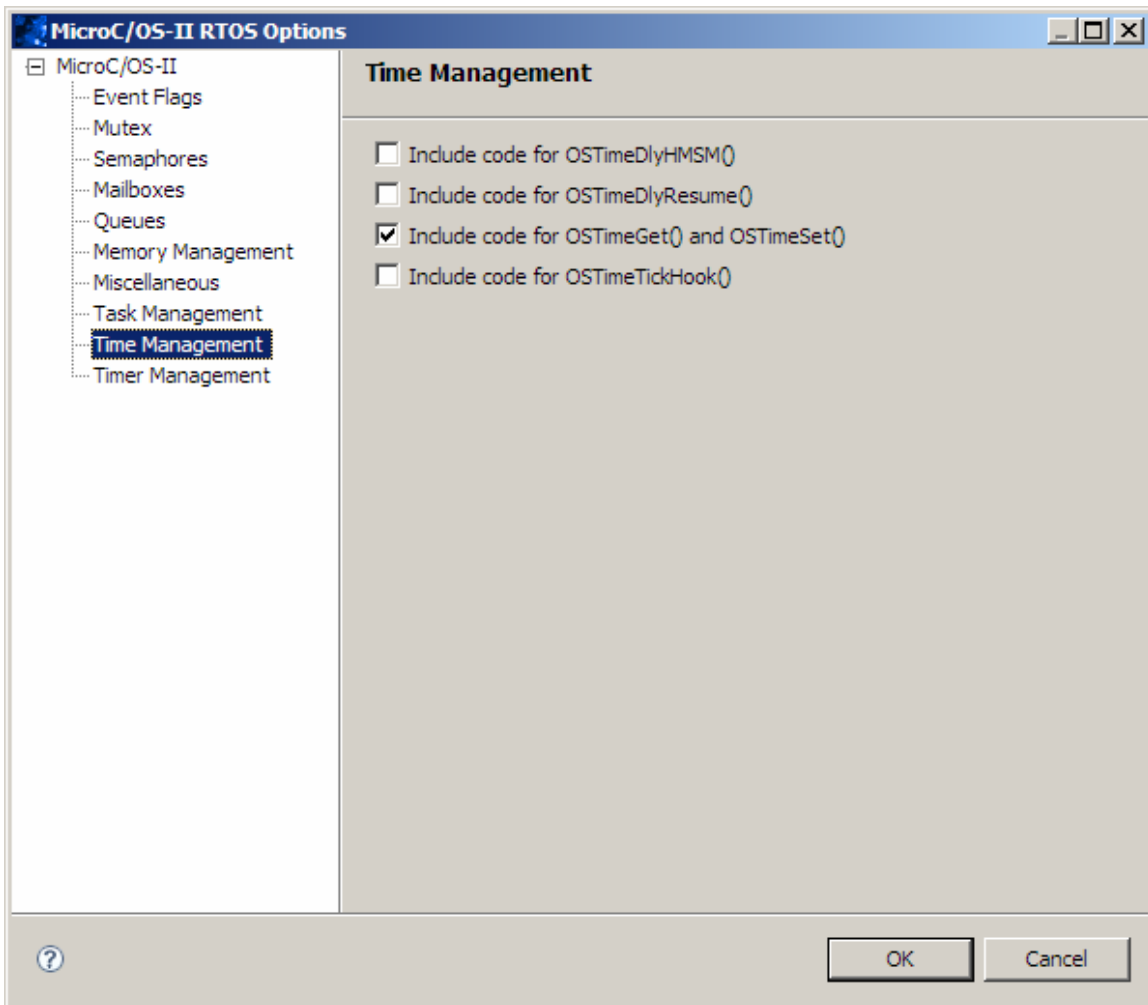 MicroC/OS-II RTOS Options
MicroC/OS-II
Event Flags
Mutex
Semaphores
Mailboxes
Queues
Memory Management
Miscellaneous
Task Management
Time Management
Timer Management
Time Management
Include code for OSTimeDlyHMSM()
Include code for OSTimeDlyResume()
Include code for OSTimeGet() and OSTimeSet()
Include code for OSTimeTickHook()
?
OK
Cancel